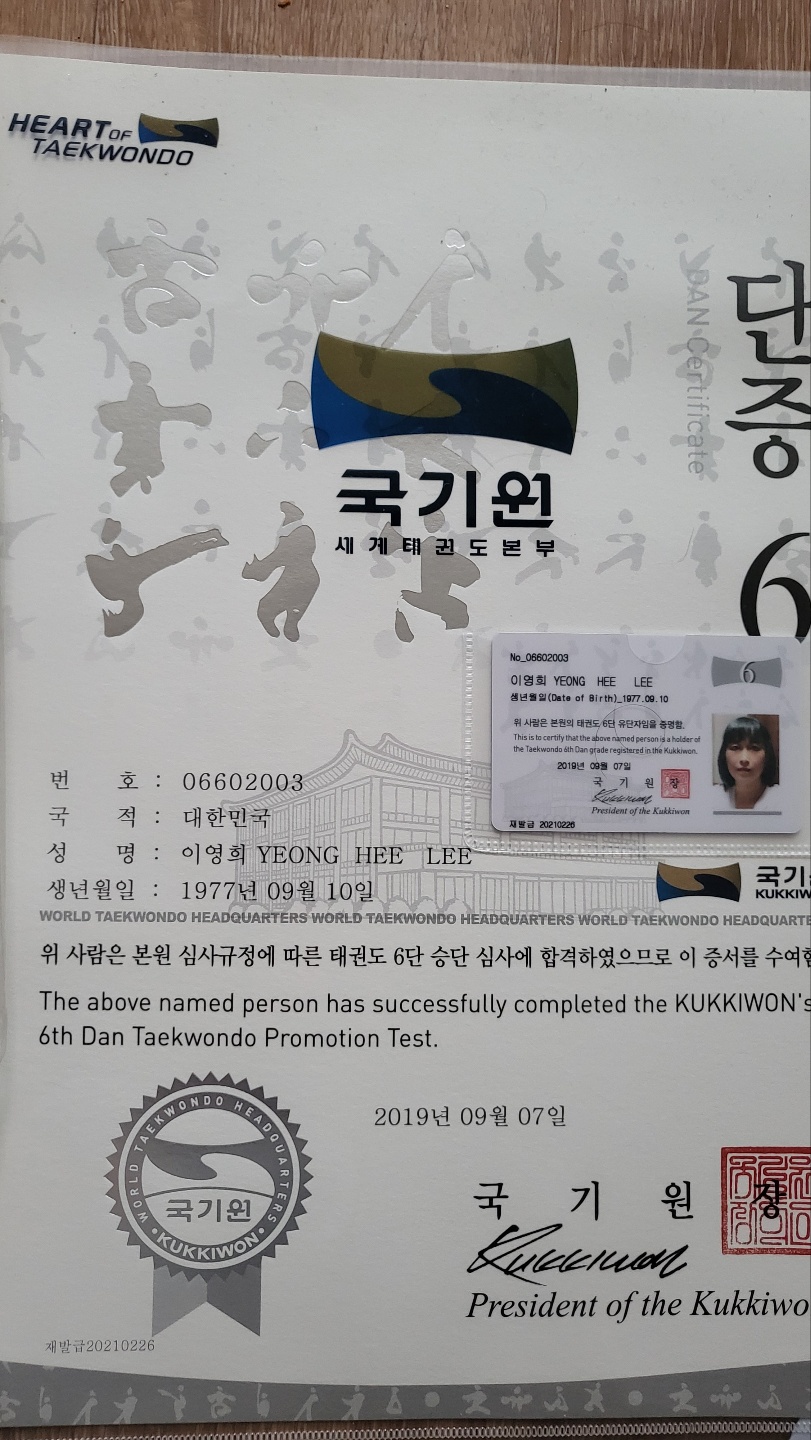 HEART OF
TAEKWONDO
단증
DAN Certificate
6
국기원
세계태권도본부
No_06602003
6
이영희 YEONG HEE LEE
생년월일(Date of Birth)_1977.09.10
위 사람은 본원의 태권도 6단 유단자임을 증명함.
This is to certify that the above named person is a holder of
the Taekwondo 6th Dan grade registered in the Kukkiwon.
2019년 09월 07일
국 기 원 장
Kukkiwon
President of the Kukkiwon
재발급 20210226
번 호 : 06602003
국 적 : 대한민국
성 명 : 이영희 YEONG HEE LEE
생년월일 : 1977년 09월 10일
국기
KUKKIW
WORLD TAEKWONDO HEADQUARTERS WORLD TAEKWONDO HEADQUARTERS WORLD TAEKWONDO HEADQUARTE
위 사람은 본원 심사규정에 따른 태권도 6단 승단 심사에 합격하였으므로 이 증서를 수여함
The above named person has successfully completed the KUKKIWON's
6th Dan Taekwondo Promotion Test.
2019년 09월 07일
WORLD TAEKWONDO HEADQUARTERS
국기원
•KUKKIWON•
국 기 원 장
Kukkiwon
President of the Kukkiwo
재발급20210226